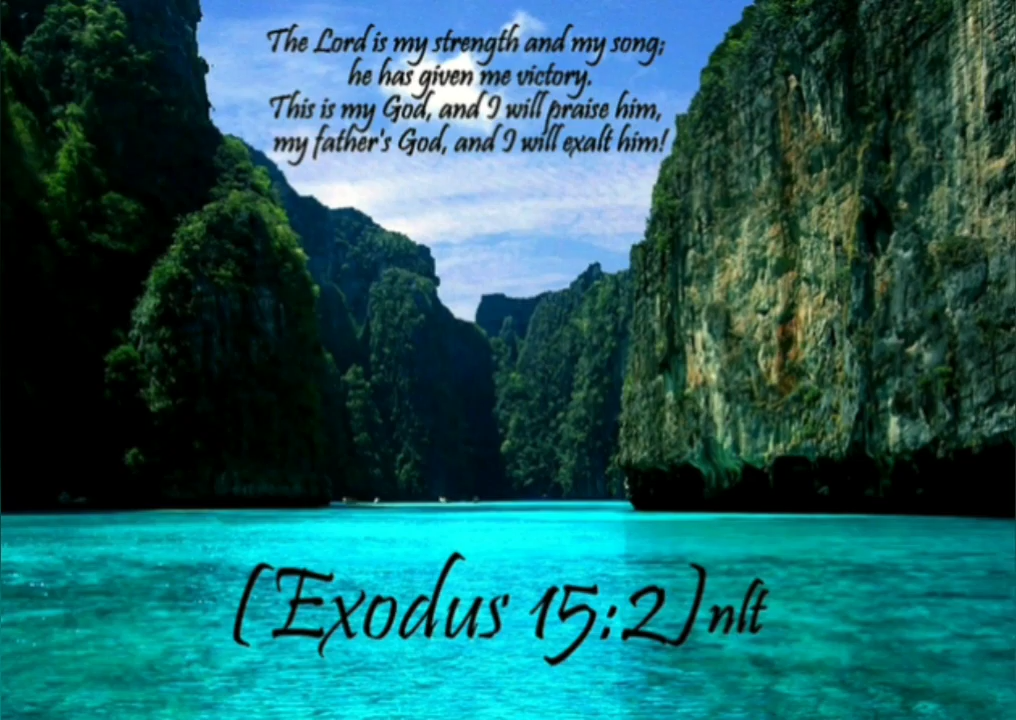 The Lord is my strength and my song;
he has given me victory.
This is my God, and I will praise him,
my father's God, and I will exalt him!
(Exodus 15:2)nlt